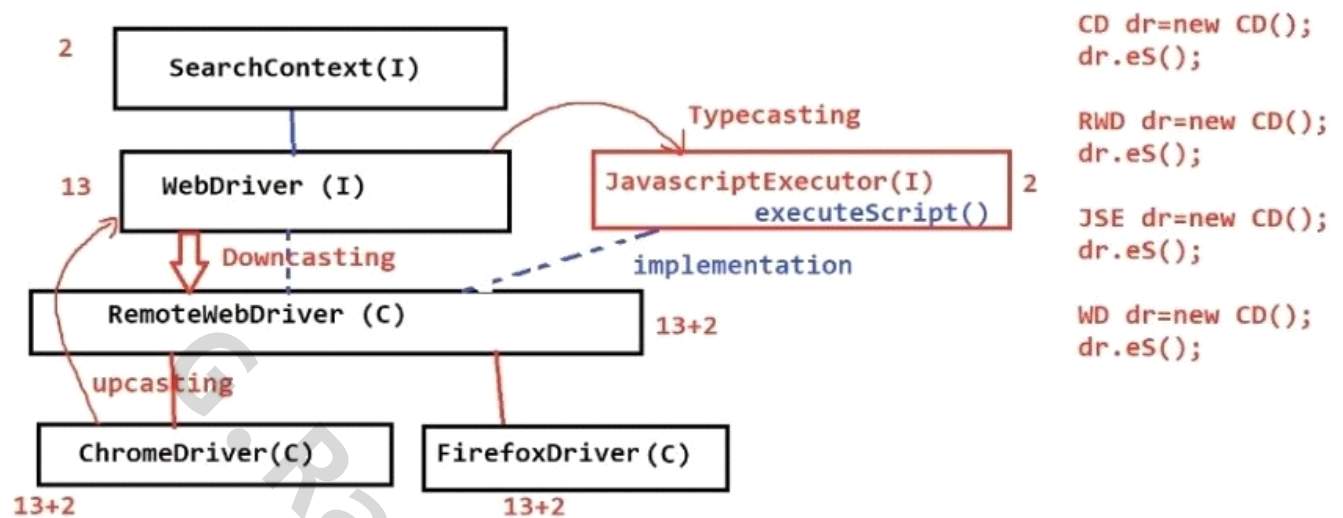 2
SearchContext(I)
Typecasting
13
WebDriver (I)
JavascriptExecutor(I)
executeScript()
2
Downcasting
implementation
RemoteWebDriver (C)
13+2
upcasting
ChromeDriver(C)
FirefoxDriver(C)
13+2
13+2
CD dr=new CD();
dr.eS();
RWD dr=new CD();
dr.eS();
JSE dr=new CD();
dr.eS();
WD dr=new CD();
dr.eS();